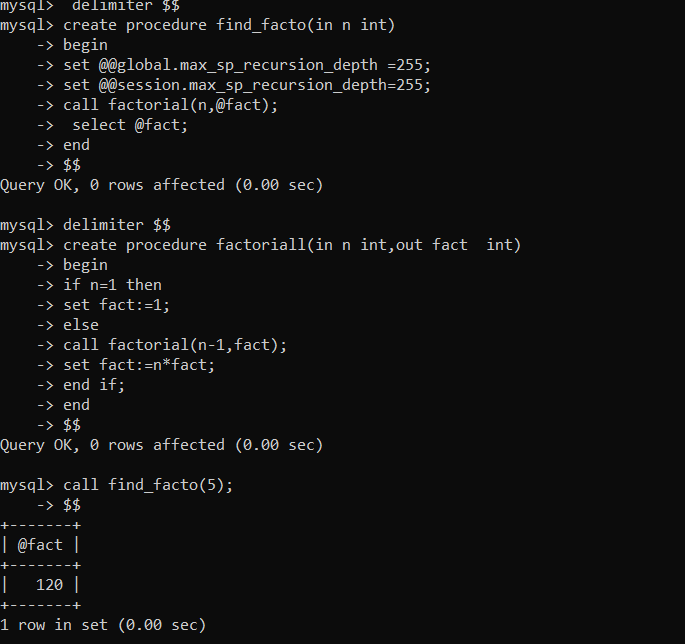 mysql>  delimiter $$
mysql> create procedure find_facto(in n int)
    -> begin
    -> set @@global.max_sp_recursion_depth =255;
    -> set @@session.max_sp_recursion_depth=255;
    -> call factorial(n,@fact);
    ->  select @fact;
    -> end
    -> $$
Query OK, 0 rows affected (0.00 sec)

mysql> delimiter $$
mysql> create procedure factoriall(in n int,out fact  int)
    -> begin
    -> if n=1 then
    -> set fact:=1;
    -> else
    -> call factorial(n-1,fact);
    -> set fact:=n*fact;
    -> end if;
    -> end
    -> $$
Query OK, 0 rows affected (0.00 sec)

mysql> call find_facto(5);
    -> $$
+-------+
| @fact |
+-------+
|   120 |
+-------+
1 row in set (0.00 sec)